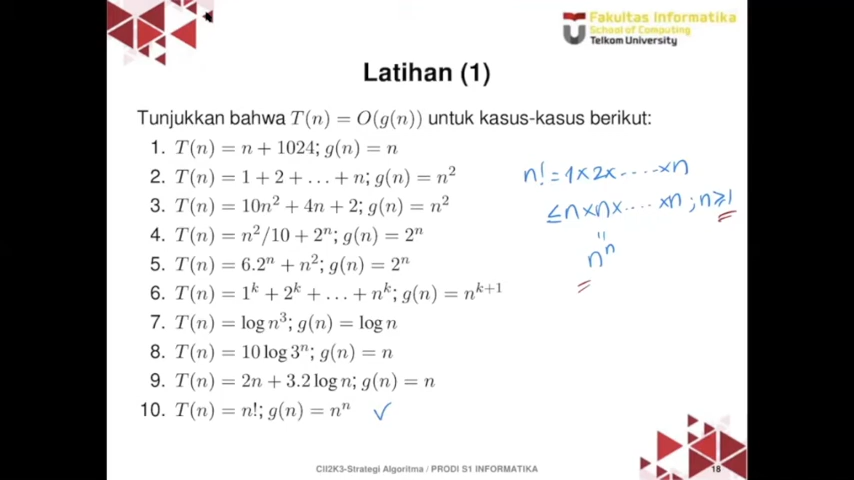 Fakultas Informatika
School of Computing
Telkom University
Latihan (1)
Tunjukkan bahwa T(n) = O(g(n)) untuk kasus-kasus berikut:
1. T(n) = n + 1024; g(n) = n
2. T(n) = 1 + 2 + . . . + n; g(n) = n²
3. T(n) = 10n² + 4n + 2; g(n) = n²
4. T(n) = n²/10 + 2ⁿ; g(n) = 2ⁿ
5. T(n) = 6.2ⁿ + n²; g(n) = 2ⁿ
6. T(n) = 1ᵏ + 2ᵏ + . . . + nᵏ; g(n) = nᵏ⁺¹
7. T(n) = log n³; g(n) = log n
8. T(n) = 10 log 3ⁿ; g(n) = n
9. T(n) = 2n + 3.2 log n; g(n) = n
10. T(n) = n!; g(n) = nⁿ ✓
n! = 1 × 2 × ..... × n
≤ n × n × ..... × n ; n ≥ 1
=
nⁿ
CII2K3-Strategi Algoritma / PRODI S1 INFORMATIKA
18